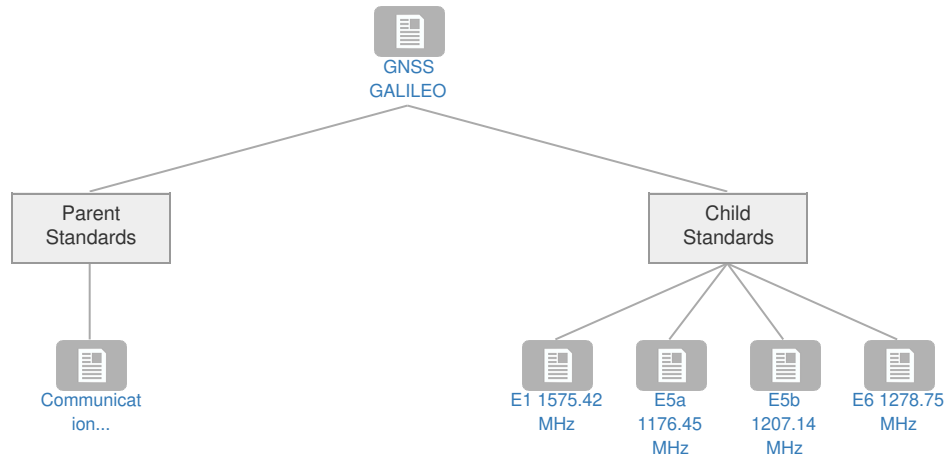 GNSS
GALILEO
Parent
Standards
Child
Standards
Communicat
ion...
E1 1575.42
MHz
E5a
1176.45
MHz
E5b
1207.14
MHz
E6 1278.75
MHz